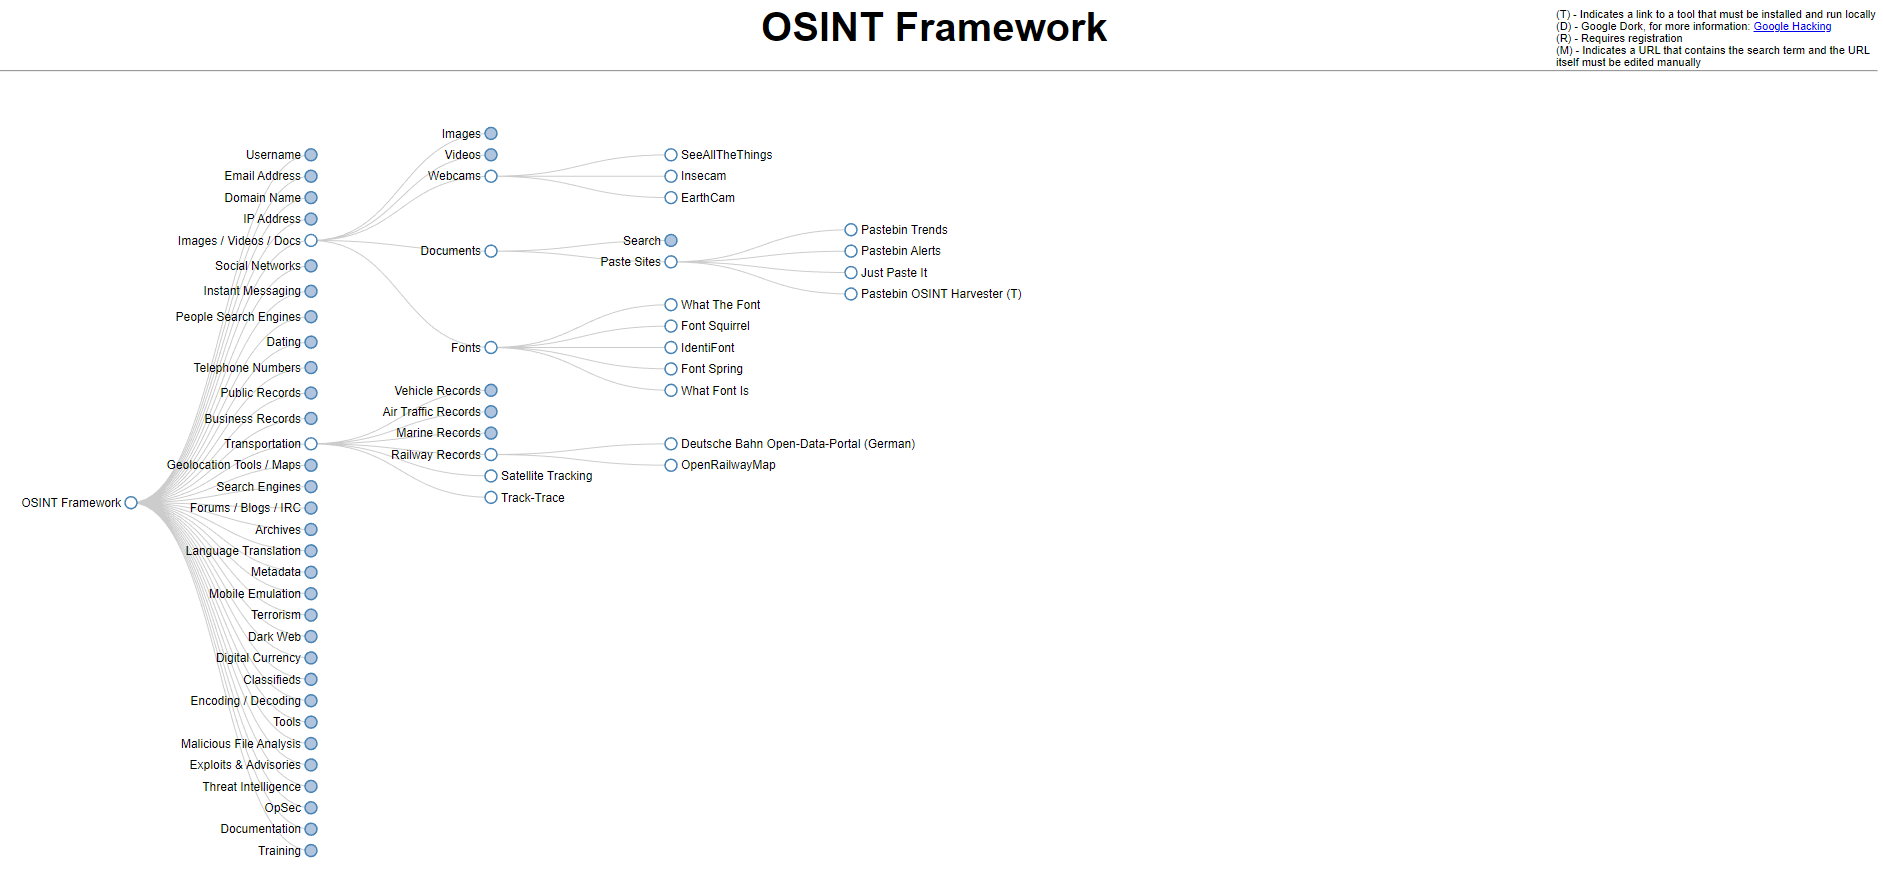 OSINT Framework
(T) - Indicates a link to a tool that must be installed and run locally
(D) - Google Dork, for more information: Google Hacking
(R) - Requires registration
(M) - Indicates a URL that contains the search term and the URL
itself must be edited manually
OSINT Framework
Username
Email Address
Domain Name
IP Address
Images / Videos / Docs
Social Networks
Instant Messaging
People Search Engines
Dating
Telephone Numbers
Public Records
Business Records
Transportation
Geolocation Tools / Maps
Search Engines
Forums / Blogs / IRC
Archives
Language Translation
Metadata
Mobile Emulation
Terrorism
Dark Web
Digital Currency
Classifieds
Encoding / Decoding
Tools
Malicious File Analysis
Exploits & Advisories
Threat Intelligence
OpSec
Documentation
Training
Images
Videos
Webcams
Documents
Fonts
Vehicle Records
Air Traffic Records
Marine Records
Railway Records
Satellite Tracking
Track-Trace
SeeAllTheThings
Insecam
EarthCam
Search
Paste Sites
What The Font
Font Squirrel
IdentiFont
Font Spring
What Font Is
Deutsche Bahn Open-Data-Portal (German)
OpenRailwayMap
Pastebin Trends
Pastebin Alerts
Just Paste It
Pastebin OSINT Harvester (T)